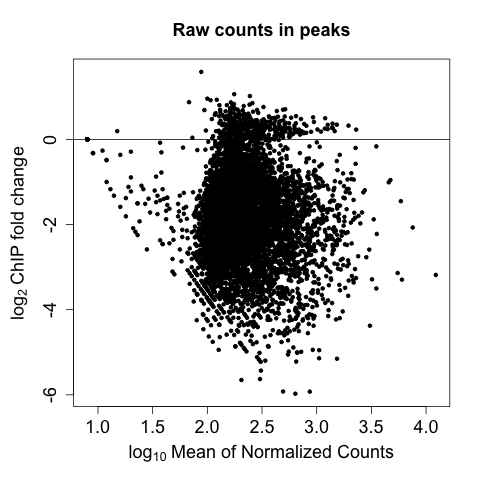 Raw counts in peaks
0
-2
-4
-6
log2 ChIP fold change
1.0 1.5 2.0 2.5 3.0 3.5 4.0
log10 Mean of Normalized Counts